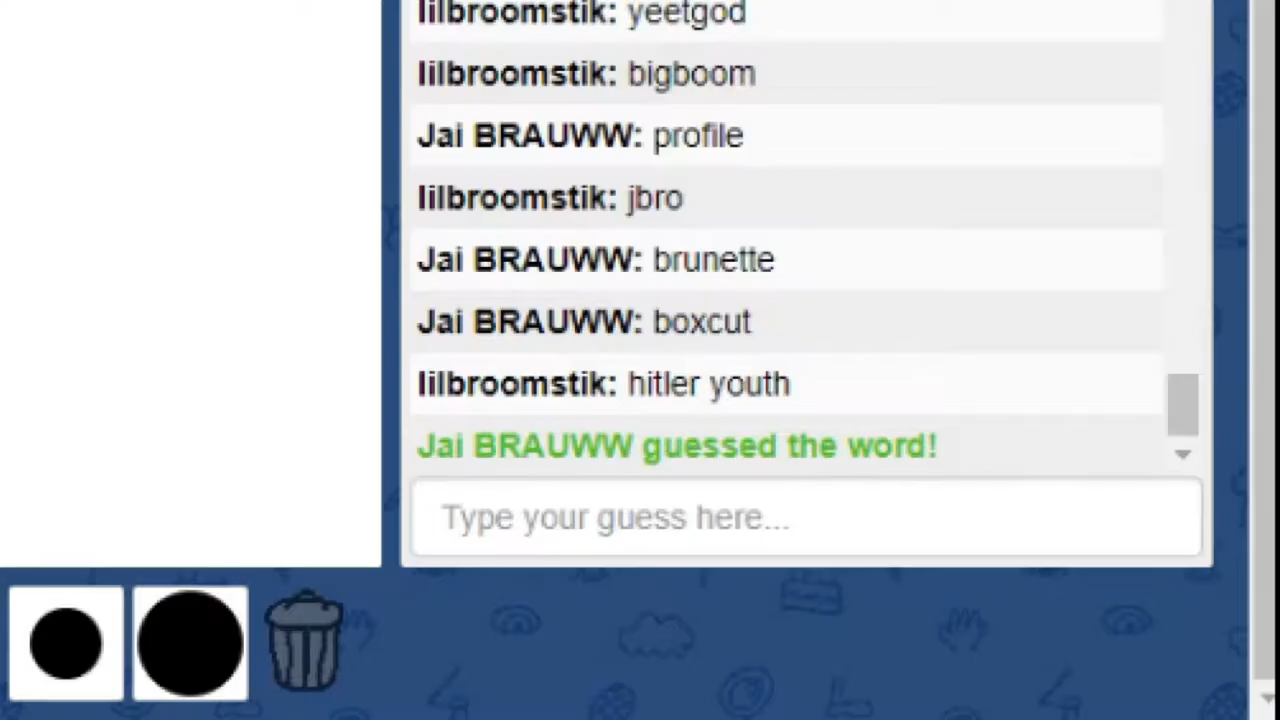 lilbroomstik: yeetgod
lilbroomstik: bigboom
Jai BRAUWW: profile
lilbroomstik: jbro
Jai BRAUWW: brunette
Jai BRAUWW: boxcut
lilbroomstik: hitler youth
Jai BRAUWW guessed the word!
Type your guess here...